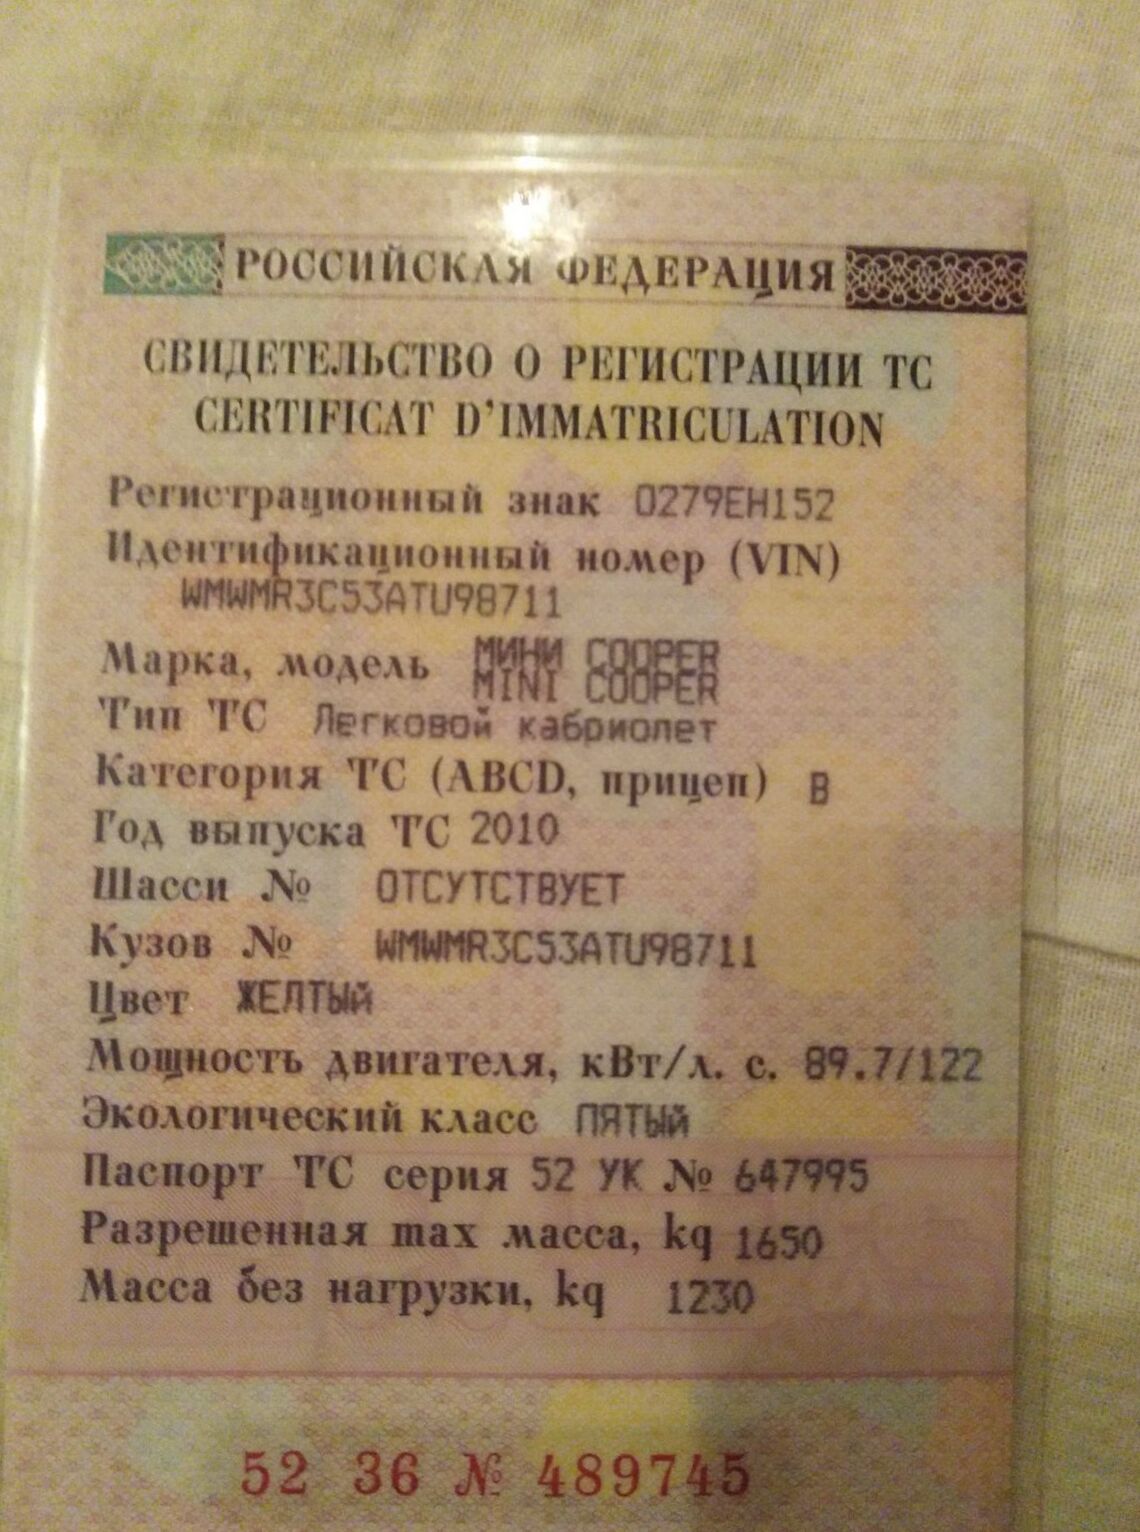 РОССИЙСКАЯ ФЕДЕРАЦИЯ
СВИДЕТЕЛЬСТВО О РЕГИСТРАЦИИ ТС
CERTIFICAT D'IMMATRICULATION
Регистрационный знак О279ЕН152
Идентификационный номер (VIN)
WMWMR3C53ATU98711
Марка, модель МИНИ COOPER
MINI COOPER
Тип ТС Легковой кабриолет
Категория ТС (ABCD, прицеп) B
Год выпуска ТС 2010
Шасси № ОТСУТСТВУЕТ
Кузов № WMWMR3C53ATU98711
Цвет ЖЕЛТЫЙ
Мощность двигателя, кВт/л. с. 89.7/122
Экологический класс ПЯТЫЙ
Паспорт ТС серия 52 УК № 647995
Разрешенная max масса, kg 1650
Масса без нагрузки, kg 1230
52 36 № 489745